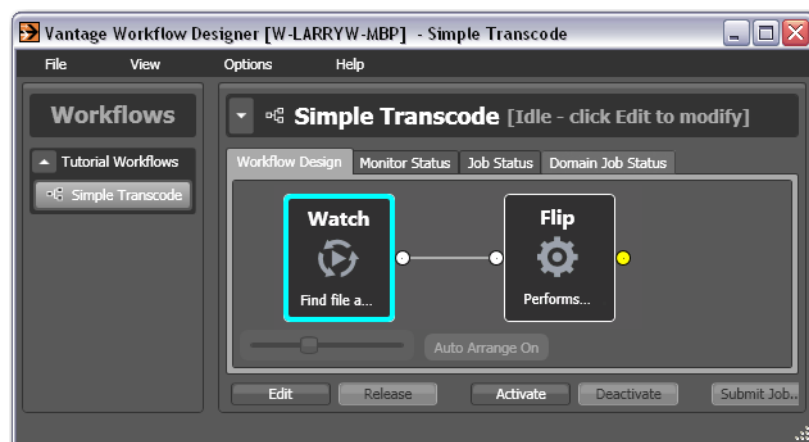 Vantage Workflow Designer [W-LARRYW-MBP] - Simple Transcode
File View Options Help
Workflows
Tutorial Workflows
Simple Transcode
Simple Transcode [Idle - click Edit to modify]
Workflow Design Monitor Status Job Status Domain Job Status
Watch
Find file a...
Flip
Performs...
Auto Arrange On
Edit Release Activate Deactivate Submit Job..